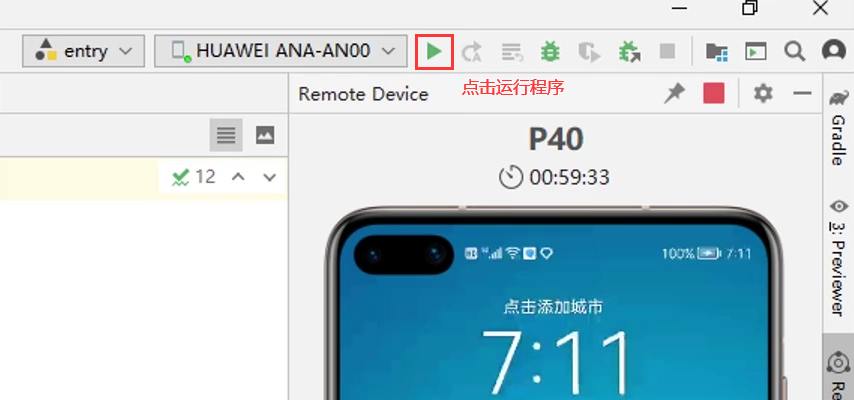 entry
HUAWEI ANA-AN00
点击运行程序
Remote Device
P40
12
00:59:33
100% 7:11
点击添加城市
7:11
Gradle
3: Previewer
Re